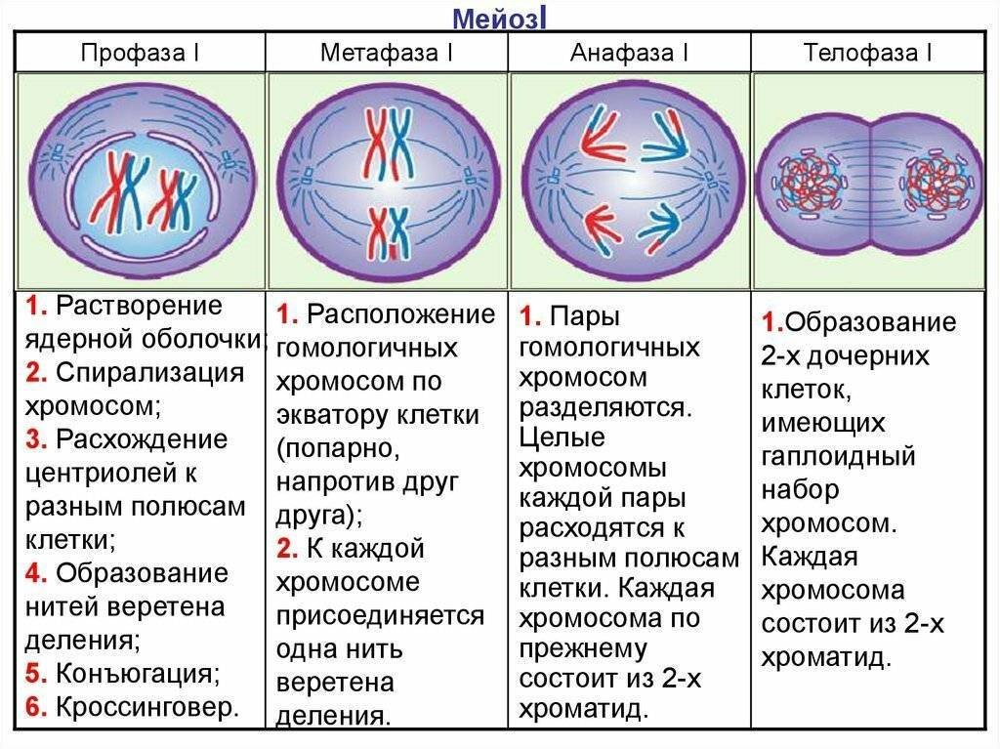 МейозI
Профаза I
Метафаза I
Анафаза I
Телофаза I
1. Растворение
ядерной оболочки;
2. Спирализация
хромосом;
3. Расхождение
центриолей к
разным полюсам
клетки;
4. Образование
нитей веретена
деления;
5. Конъюгация;
6. Кроссинговер.
1. Расположение
гомологичных
хромосом по
экватору клетки
(попарно,
напротив друг
друга);
2. К каждой
хромосоме
присоединяется
одна нить
веретена
деления.
1. Пары
гомологичных
хромосом
разделяются.
Целые
хромосомы
каждой пары
расходятся к
разным полюсам
клетки. Каждая
хромосома по
прежнему
состоит из 2-х
хроматид.
1.Образование
2-х дочерних
клеток,
имеющих
гаплоидный
набор
хромосом.
Каждая
хромосома
состоит из 2-х
хроматид.